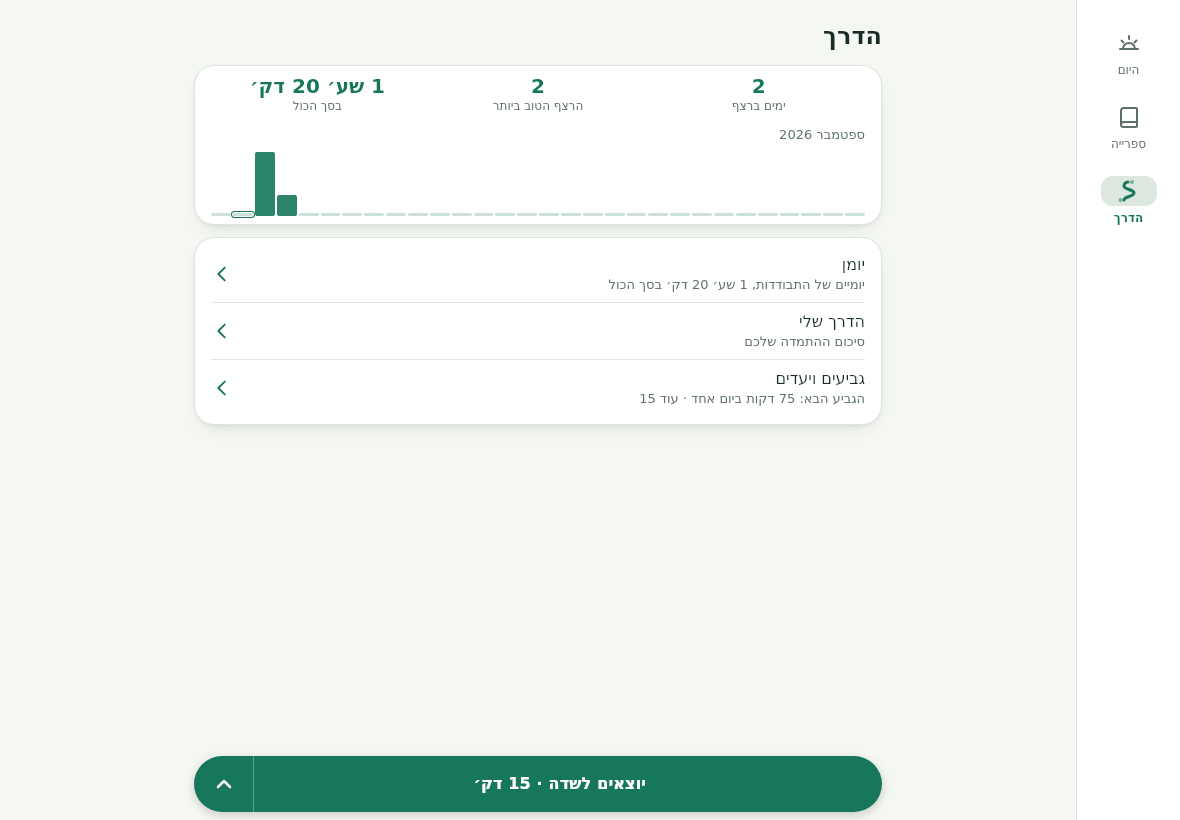 היום
ספרייה
הדרך
הדרך
2
ימים ברצף
2
הרצף הטוב ביותר
1 שע׳ 20 דק׳
בסך הכול
ספטמבר 2026
יומן
יומיים של התבודדות, 1 שע׳ 20 דק׳ בסך הכול
הדרך שלי
סיכום ההתמדה שלכם
גביעים ויעדים
הגביע הבא: 75 דקות ביום אחד · עוד 15
יוצאים לשדה · 15 דק׳